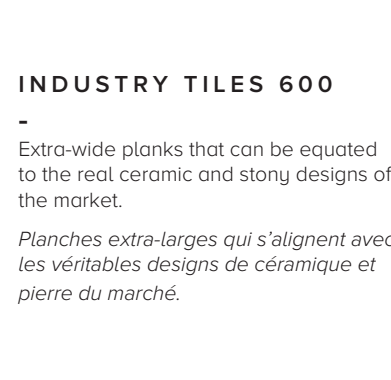 INDUSTRY TILES 600
-
Extra-wide planks that can be equated
to the real ceramic and stony designs of
the market.
Planches extra-larges qui s’alignent avec
les véritables designs de céramique et
pierre du marché.